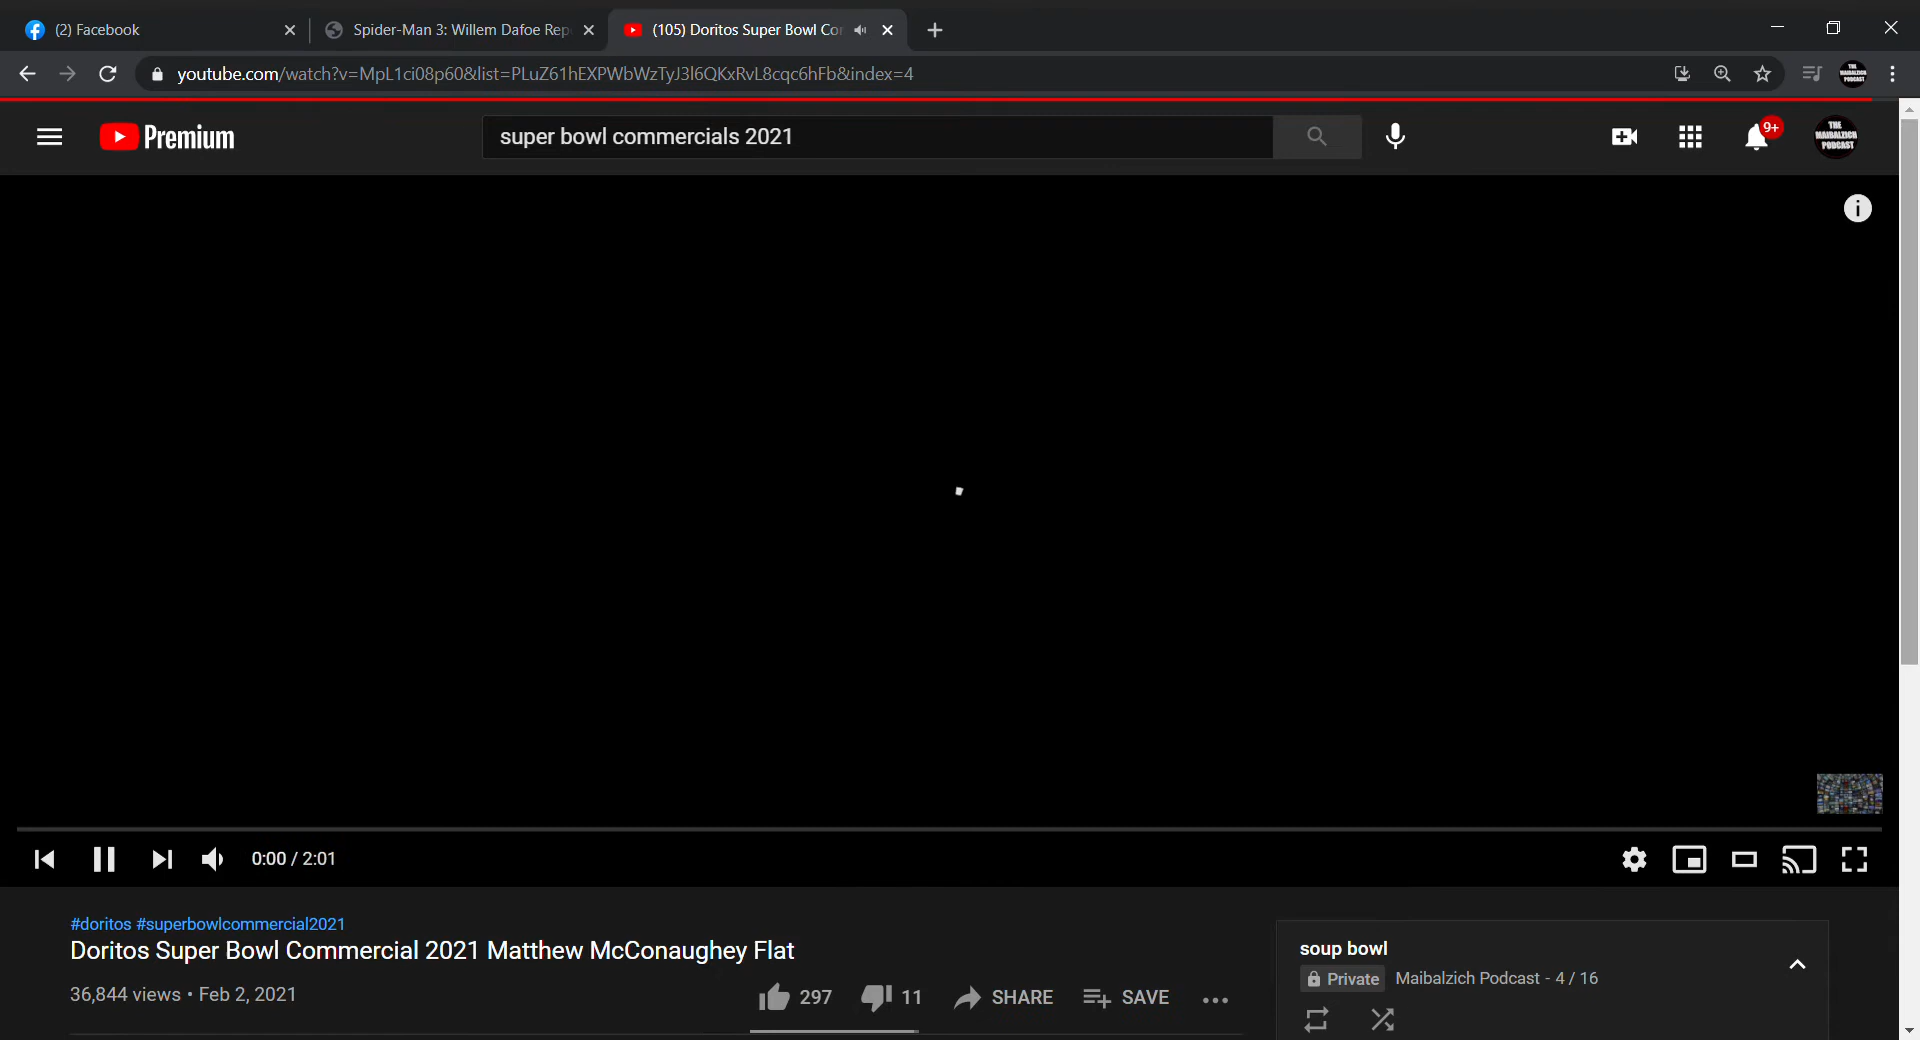 (2) Facebook
Spider-Man 3: Willem Dafoe Rep
(105) Doritos Super Bowl Co
youtube.com/watch?v=MpL1ci08p60&list=PLuZ61hEXPWbWzTyJ3l6QKxRvL8cqc6hFb&index=4
Premium
super bowl commercials 2021
9+
THE
MAIBALZICH
PODCAST
0:00 / 2:01
#doritos #superbowlcommercial2021
Doritos Super Bowl Commercial 2021 Matthew McConaughey Flat
36,844 views • Feb 2, 2021
297
11
SHARE
SAVE
soup bowl
Private
Maibalzich Podcast - 4 / 16